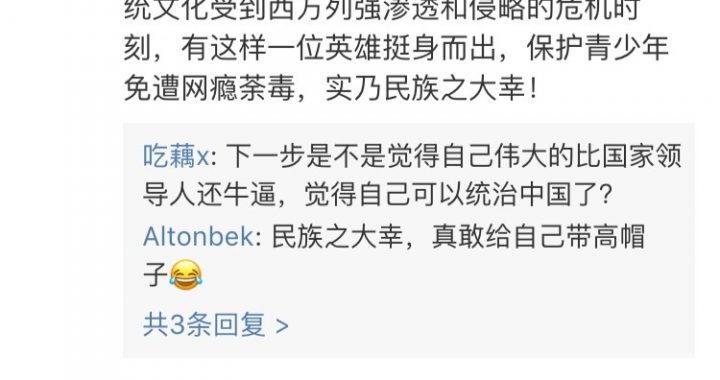 统文化受到西方列强渗透和侵略的危机时
刻，有这样一位英雄挺身而出，保护青少年
免遭网瘾荼毒，实乃民族之大幸！
吃藕x: 下一步是不是觉得自己伟大的比国家领
导人还牛逼，觉得自己可以统治中国了？
Altonbek: 民族之大幸，真敢给自己带高帽
子😂
共3条回复 >